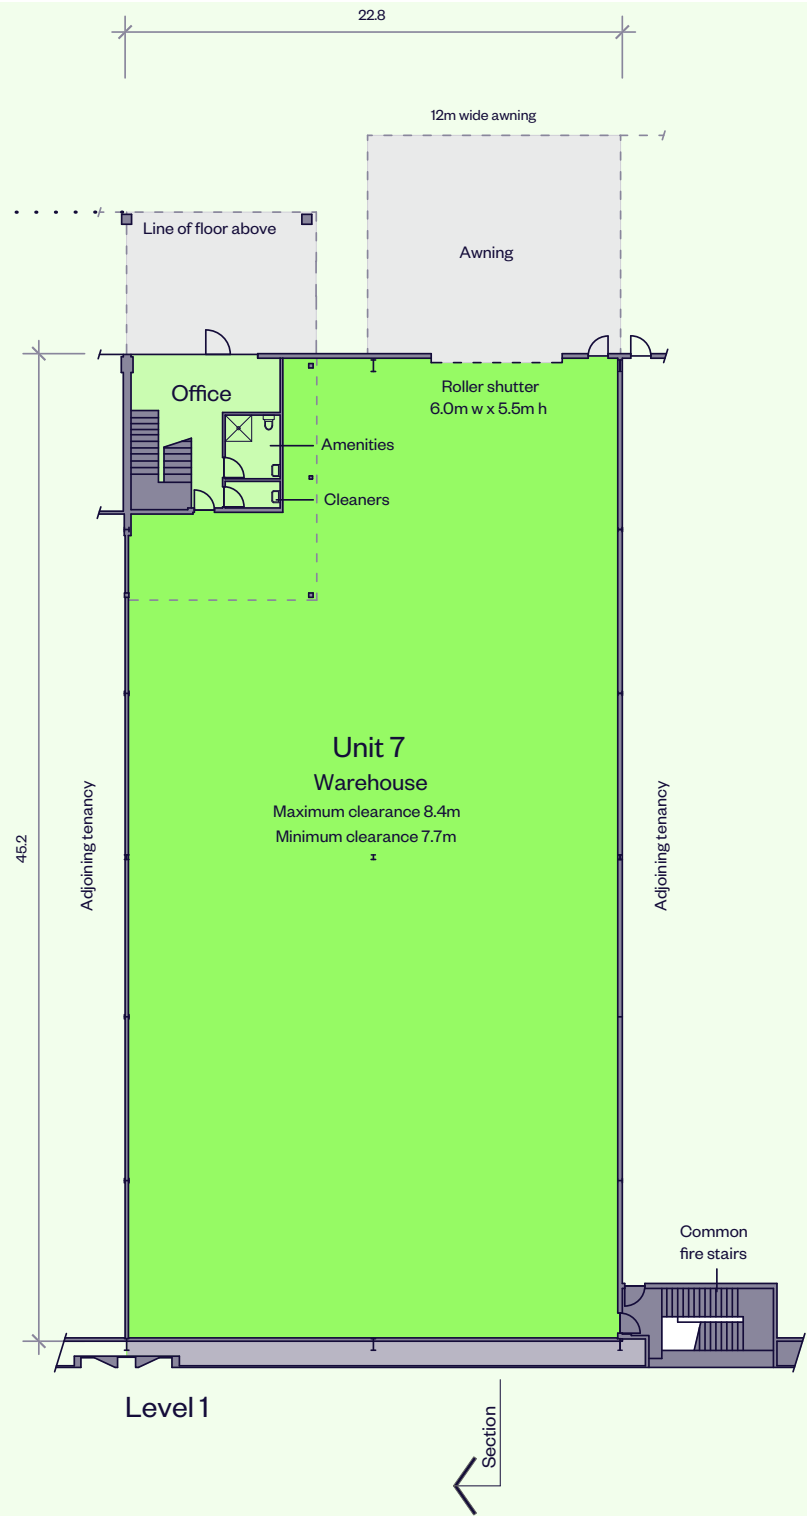 22.8
12m wide awning
Line of floor above
Awning
Office
Roller shutter
6.0m w x 5.5m h
Amenities
Cleaners
Unit 7
Warehouse
Maximum clearance 8.4m
Minimum clearance 7.7m
45.2
Adjoining tenancy
Adjoining tenancy
Common
fire stairs
Level 1
Section